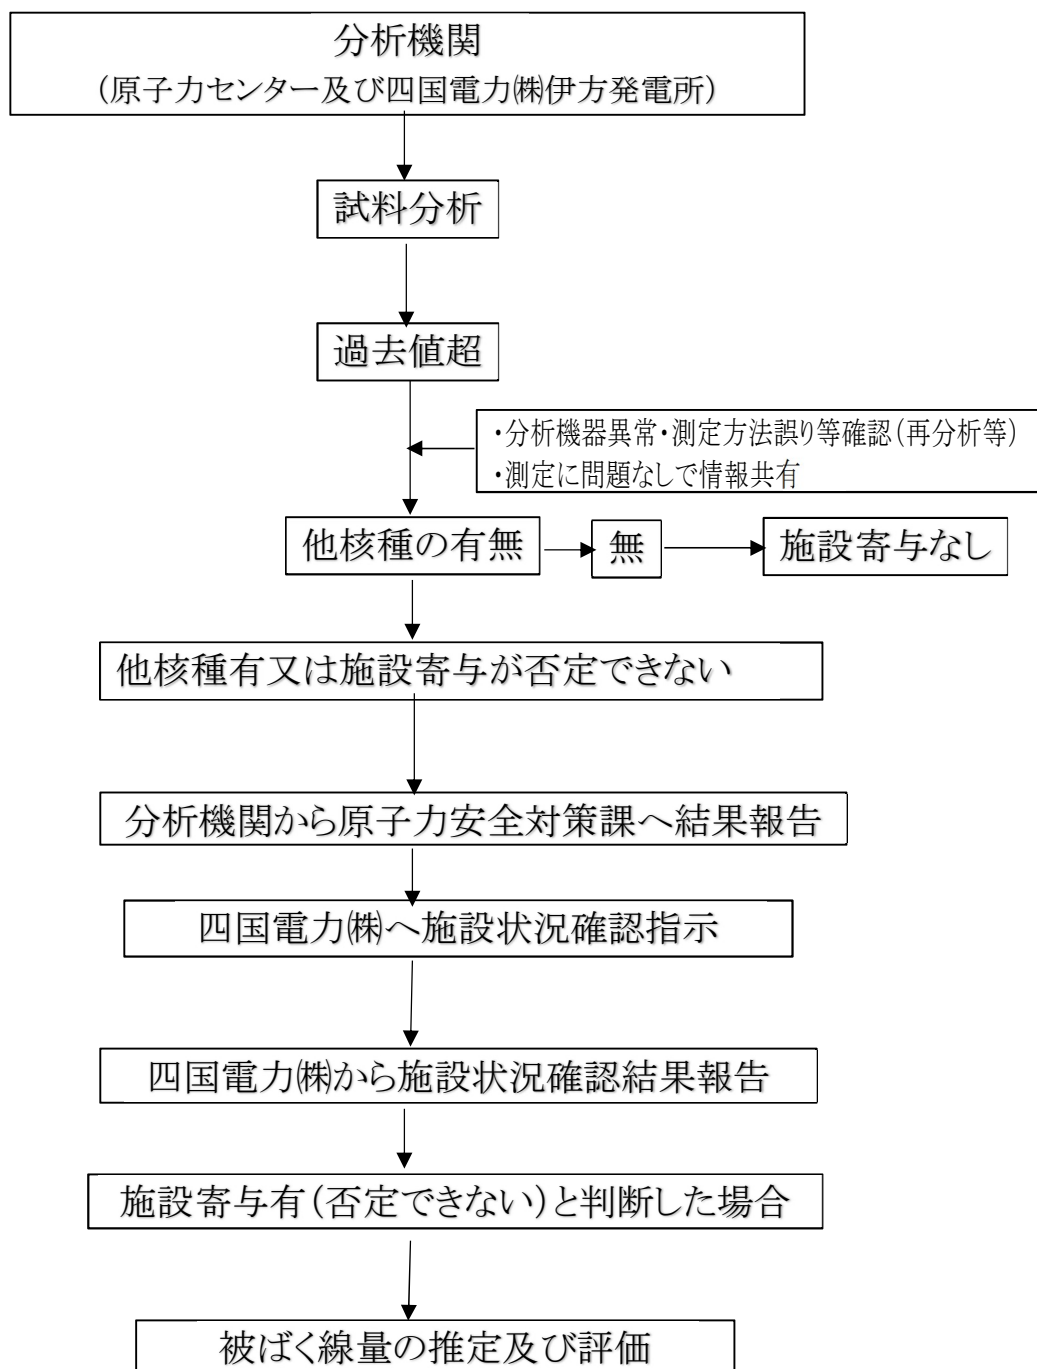 分析機関
(原子力センター及び四国電力㈱伊方発電所)
試料分析
過去値超
・分析機器異常・測定方法誤り等確認(再分析等)
・測定に問題なしで情報共有
他核種の有無
無
施設寄与なし
他核種有又は施設寄与が否定できない
分析機関から原子力安全対策課へ結果報告
四国電力㈱へ施設状況確認指示
四国電力㈱から施設状況確認結果報告
施設寄与有(否定できない)と判断した場合
被ばく線量の推定及び評価